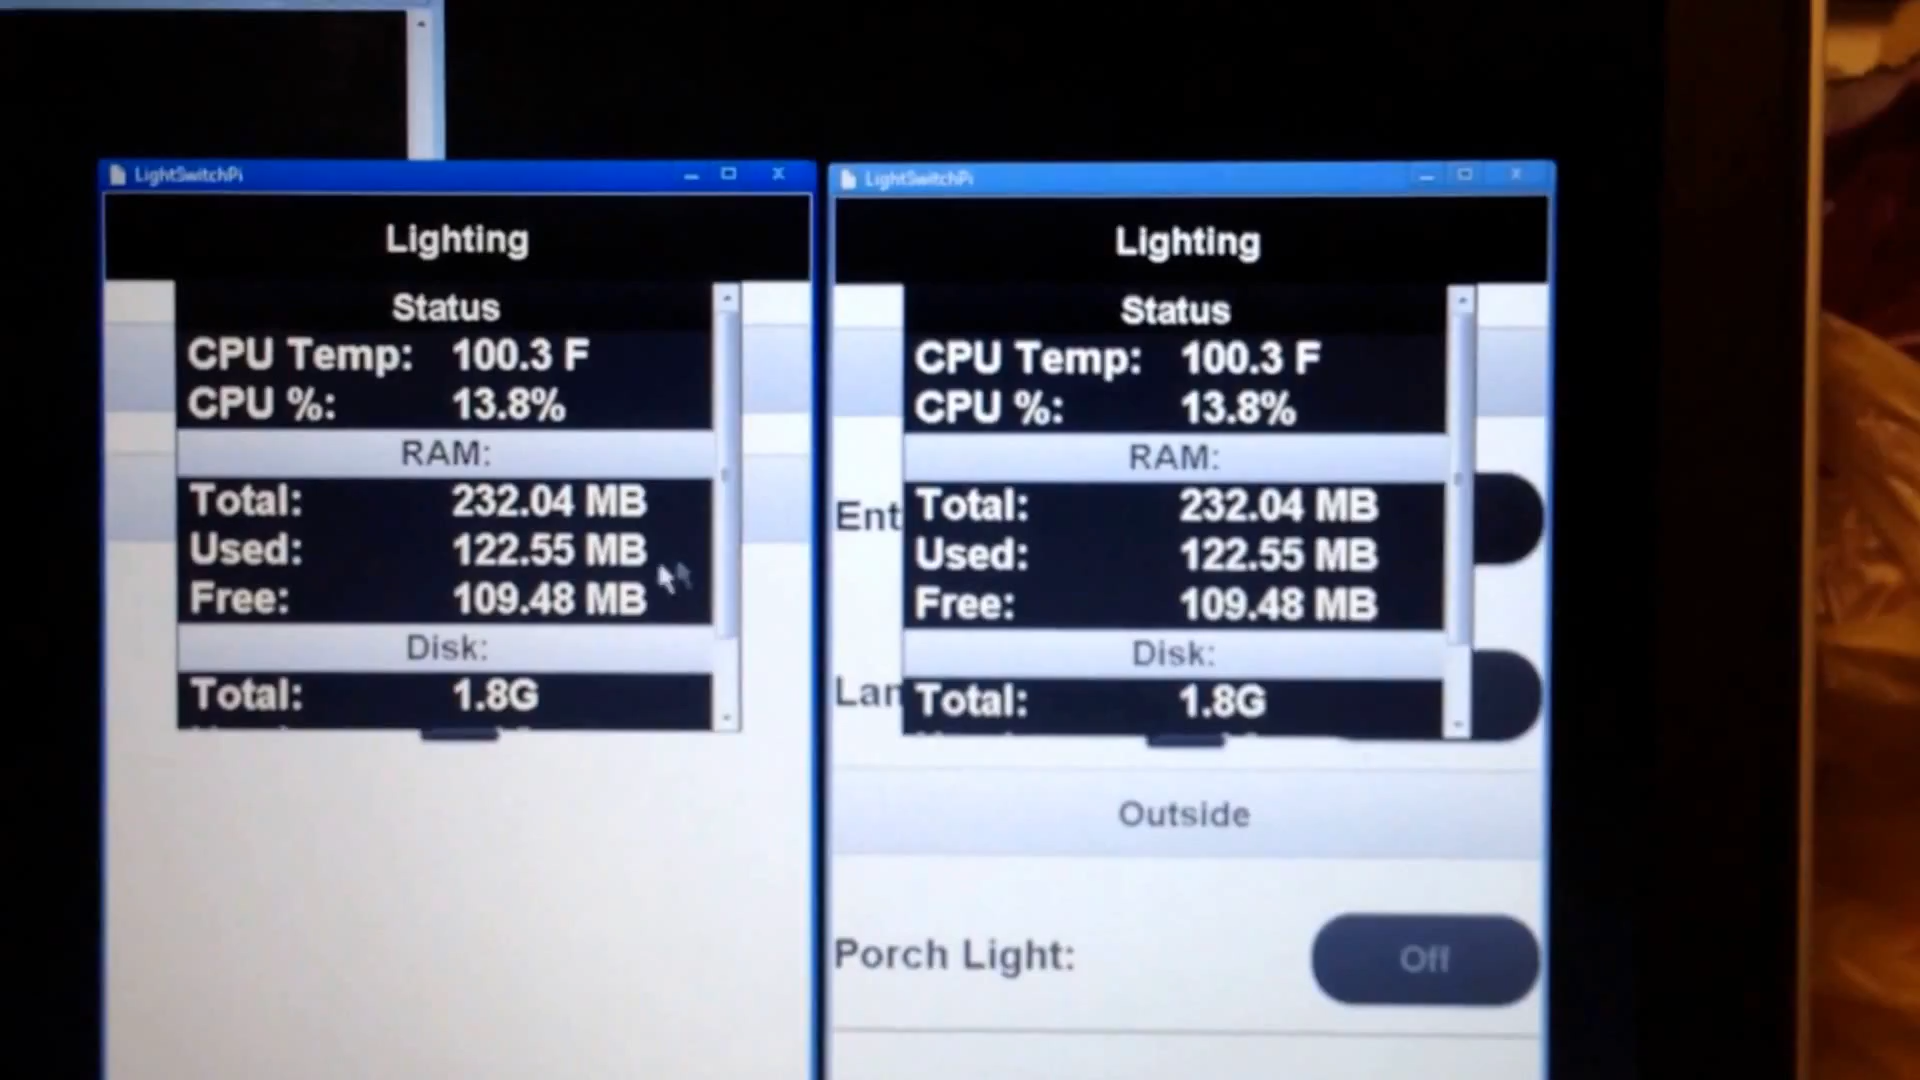 LightSwitchPi
Lighting
Status
CPU Temp: 100.3 F
CPU %: 13.8%
RAM:
Total: 232.04 MB
Used: 122.55 MB
Free: 109.48 MB
Disk:
Total: 1.8G
LightSwitchPi
Lighting
Status
CPU Temp: 100.3 F
CPU %: 13.8%
RAM:
Ent
Total: 232.04 MB
Used: 122.55 MB
Free: 109.48 MB
Disk:
Lan
Total: 1.8G
Outside
Porch Light: Off